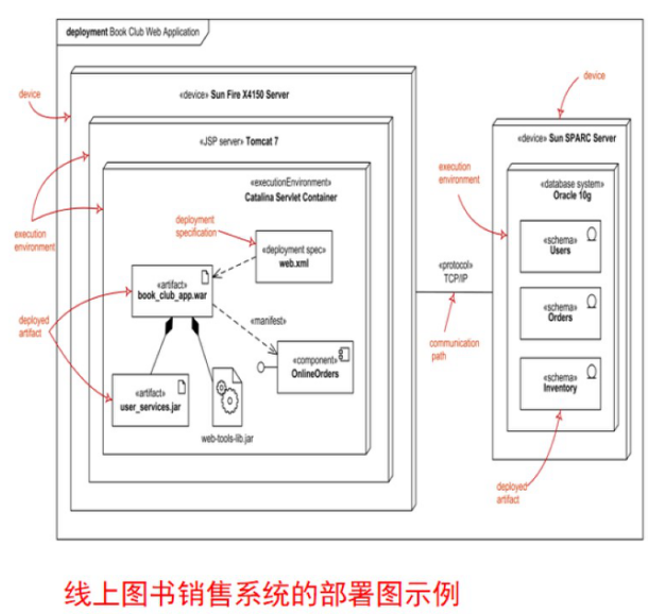 deployment Book Club Web Application
device
«device» Sun Fire X4150 Server
«JSP server» Tomcat 7
«executionEnvironment»
Catalina Servlet Container
deployment
specification
«deployment spec»
web.xml
execution
environment
«artifact»
book_club_app.war
deployed
artifact
«manifest»
«component»
OnlineOrders
«artifact»
user_services.jar
web-tools-lib.jar
«protocol»
TCP/IP
communication
path
device
«device» Sun SPARC Server
execution
environment
«database system»
Oracle 10g
«schema»
Users
«schema»
Orders
«schema»
Inventory
deployed
artifact
线上图书销售系统的部署图示例